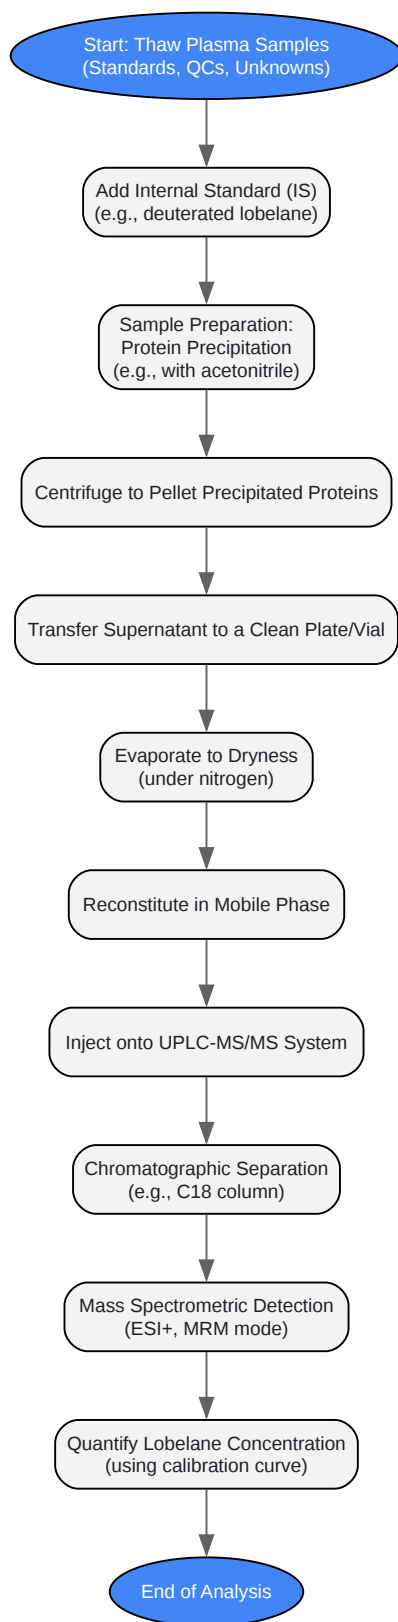 Start: Thaw Plasma Samples
(Standards, QCs, Unknowns)
Add Internal Standard (IS)
(e.g., deuterated lobelane)
Sample Preparation:
Protein Precipitation
(e.g., with acetonitrile)
Centrifuge to Pellet Precipitated Proteins
Transfer Supernatant to a Clean Plate/Vial
Evaporate to Dryness
(under nitrogen)
Reconstitute in Mobile Phase
Inject onto UPLC-MS/MS System
Chromatographic Separation
(e.g., C18 column)
Mass Spectrometric Detection
(ESI+, MRM mode)
Quantify Lobelane Concentration
(using calibration curve)
End of Analysis